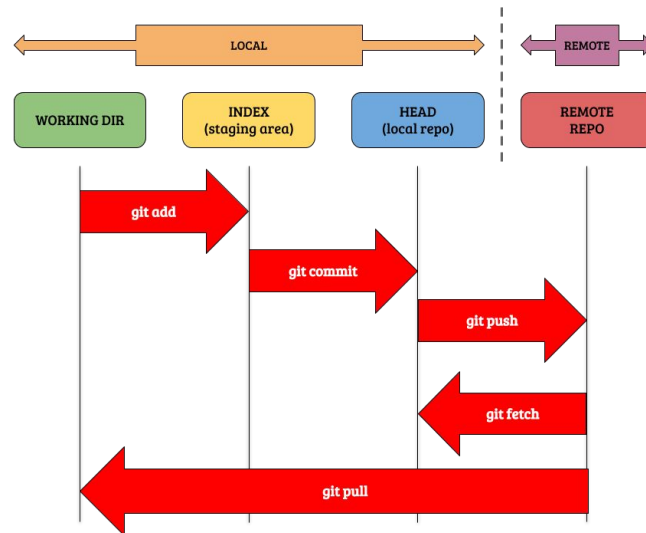 LOCAL
REMOTE
WORKING DIR
INDEX
(staging area)
HEAD
(local repo)
REMOTE
REPO
git add
git commit
git push
git fetch
git pull